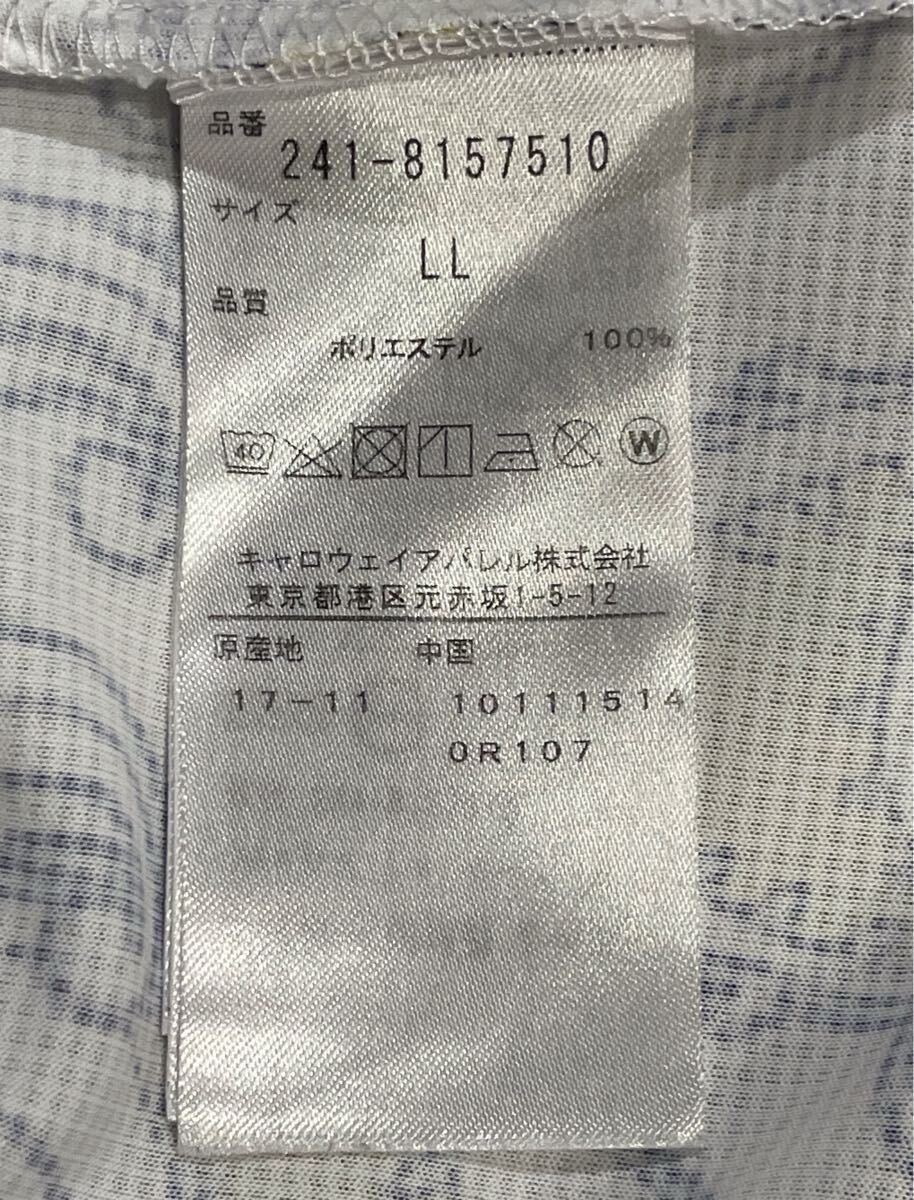 品番
241-8157510
サイズ
LL
品質
ポリエステル 100%
40 W
キャロウェイアパレル株式会社
東京都港区元赤坂1-5-12
原産地 中国
17-11 10111514
0R107